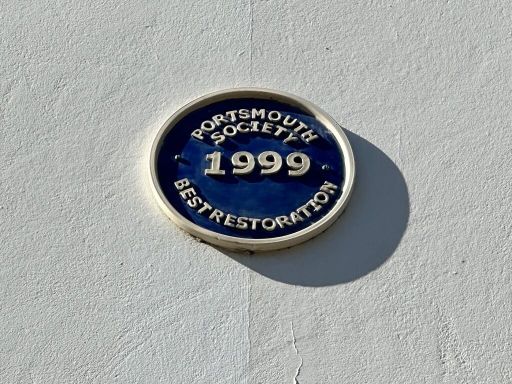 PORTSMOUTH
SOCIETY
1999
BEST RESTORATION